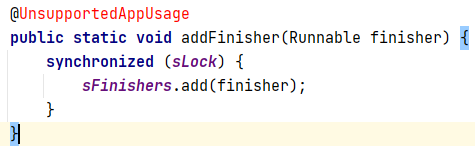 @UnsupportedAppUsage
public static void addFinisher(Runnable finisher) {
    synchronized (sLock) {
        sFinishers.add(finisher);
    }
}